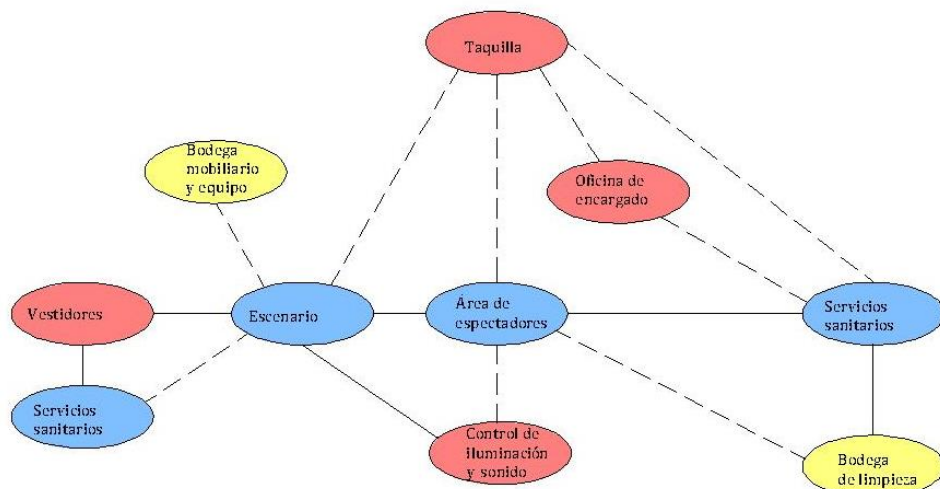 Taquilla
Bodega
mobiliario
y equipo
Oficina de
encargado
Vestidores
Escenario
Área de
espectadores
Servicios
sanitarios
Servicios
sanitarios
Control de
iluminación
y sonido
Bodega
de limpieza